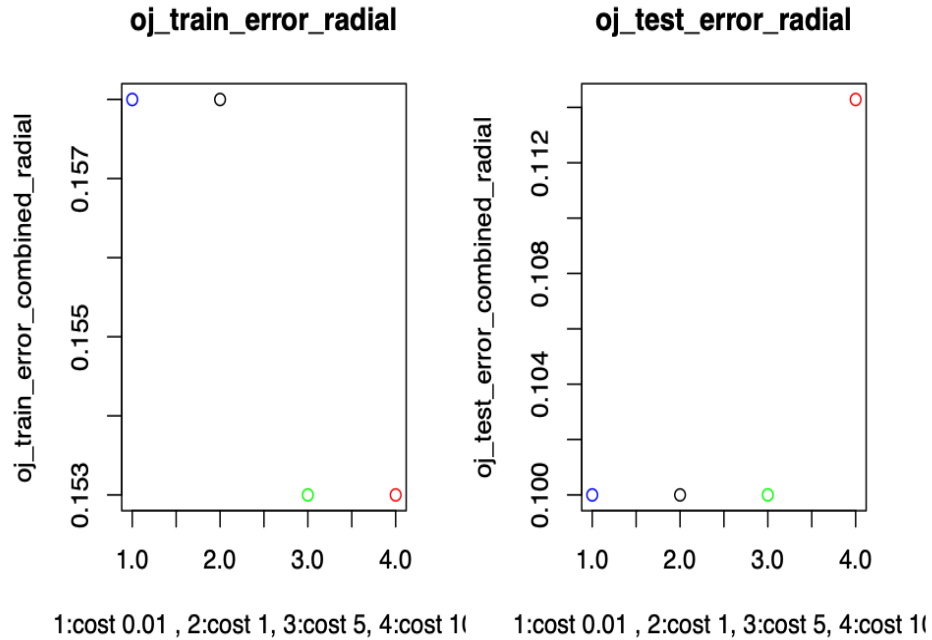 oj_train_error_radial
oj_train_error_combined_radial
0.157
0.155
0.153
1.0 2.0 3.0 4.0
1:cost 0.01 , 2:cost 1, 3:cost 5, 4:cost
oj_test_error_radial
oj_test_error_combined_radial
0.112
0.108
0.104
0.100
1.0 2.0 3.0 4.0
1:cost 0.01 , 2:cost 1, 3:cost 5, 4:cost